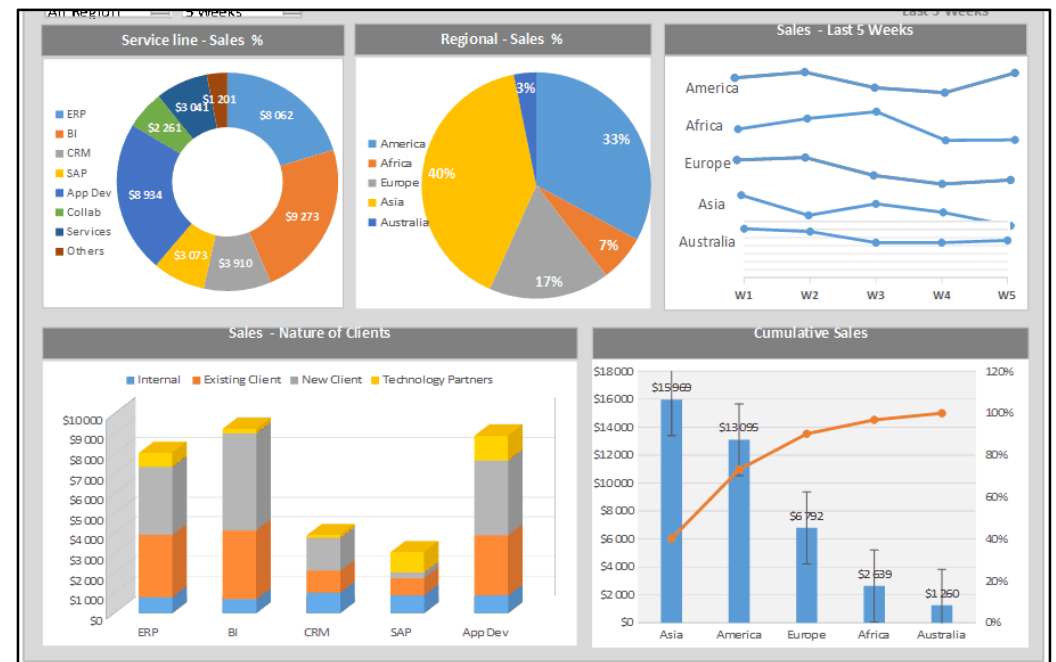 All Region
5 Weeks
Last 5 Weeks
Service line - Sales %
ERP
BI
CRM
SAP
App Dev
Collab
Services
Others
$8 062
$9 273
$3 910
$3 073
$8 934
$2 261
$3 041
$1 201
Regional - Sales %
America
Africa
Europe
Asia
Australia
33%
7%
17%
40%
3%
Sales - Last 5 Weeks
America
Africa
Europe
Asia
Australia
W1 W2 W3 W4 W5
Sales - Nature of Clients
Internal Existing Client New Client Technology Partners
$10 000
$9 000
$8 000
$7 000
$6 000
$5 000
$4 000
$3 000
$2 000
$1 000
$0
ERP BI CRM SAP App Dev
Cumulative Sales
$18 000
$16 000
$14 000
$12 000
$10 000
$8 000
$6 000
$4 000
$2 000
$0
$15 969
$13 095
$6 792
$2 639
$1 260
120%
100%
80%
60%
40%
20%
0%
Asia America Europe Africa Australia